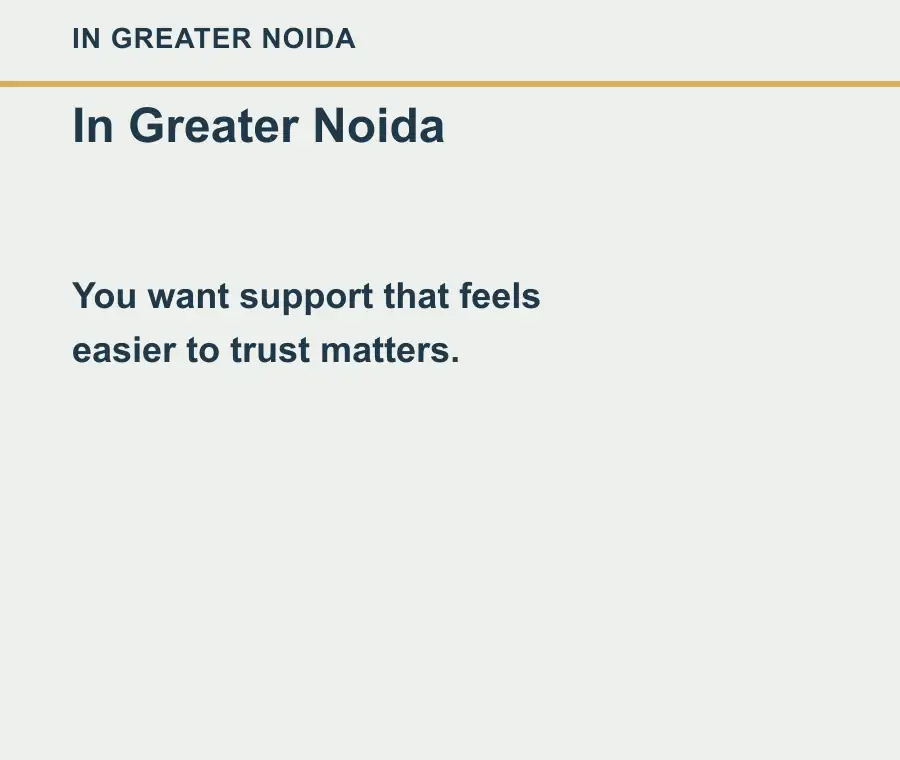 IN GREATER NOIDA
In Greater Noida
You want support that feels
easier to trust matters.